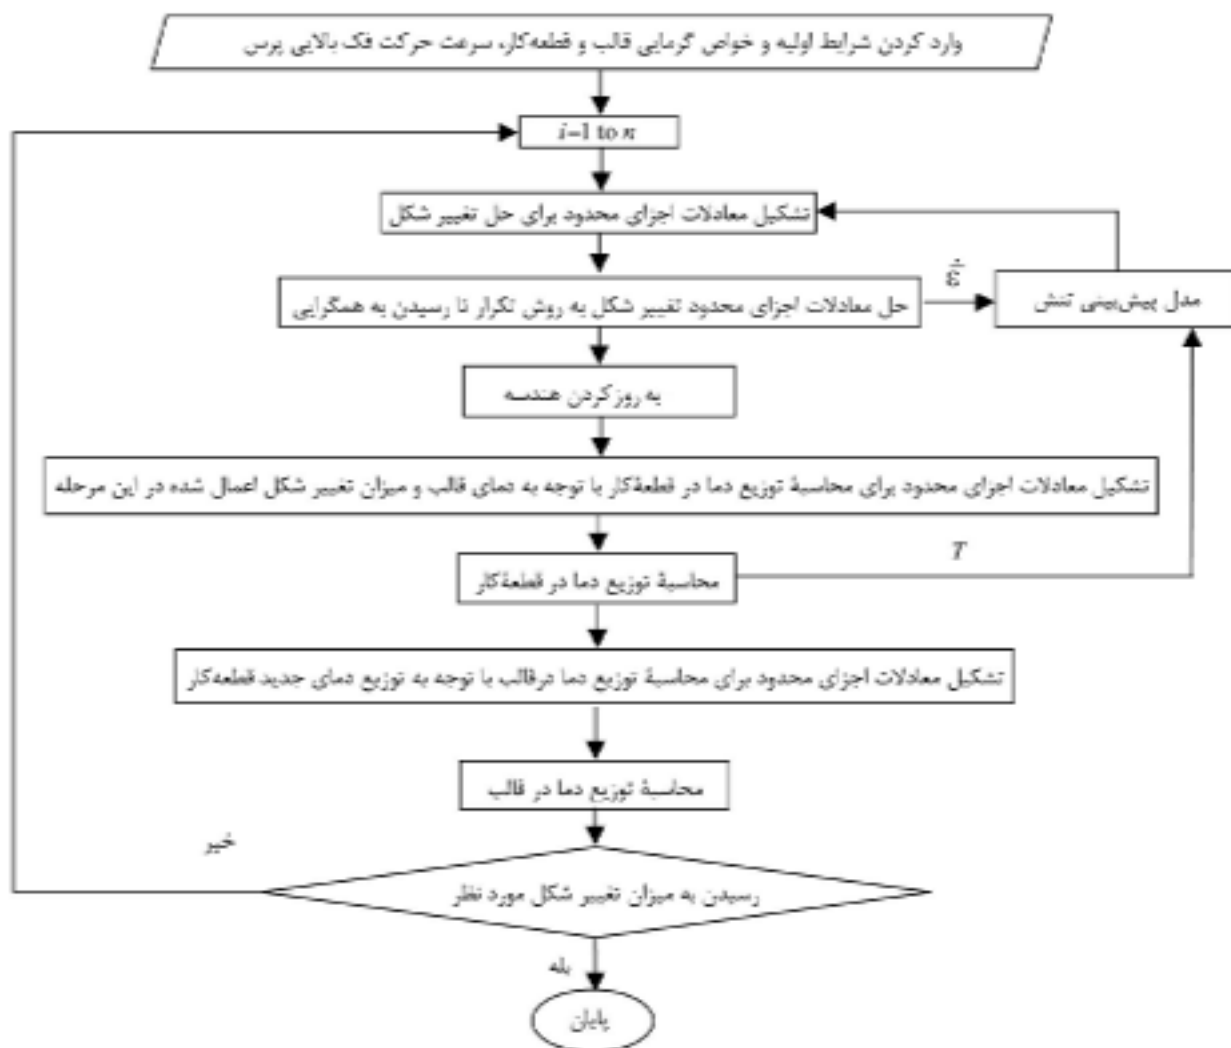 وارد کردن شرایط اولیه و خواص گرمایی قالب و قطعه‌کار، سرعت حرکت فک بالایی پرس
i=1 to n
تشکیل معادلات اجزای محدود برای حل تغییر شکل
حل معادلات اجزای محدود تغییر شکل به روش تکرار تا رسیدن به همگرایی
ε̇
مدل پیش‌بینی تنش
به روزکردن هندسه
تشکیل معادلات اجزای محدود برای محاسبهٔ توزیع دما در قطعه‌کار با توجه به دمای قالب و میزان تغییر شکل اعمال شده در این مرحله
محاسبهٔ توزیع دما در قطعه‌کار
T
تشکیل معادلات اجزای محدود برای محاسبهٔ توزیع دما درقالب با توجه به توزیع دمای جدید قطعه‌کار
محاسبهٔ توزیع دما در قالب
خیر
رسیدن به میزان تغییر شکل مورد نظر
بله
پایان